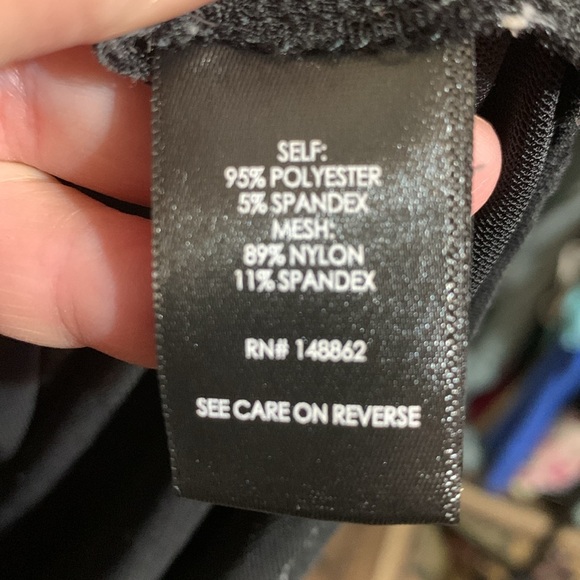 SELF:
95% POLYESTER
5% SPANDEX
MESH:
89% NYLON
11% SPANDEX
RN# 148862
SEE CARE ON REVERSE